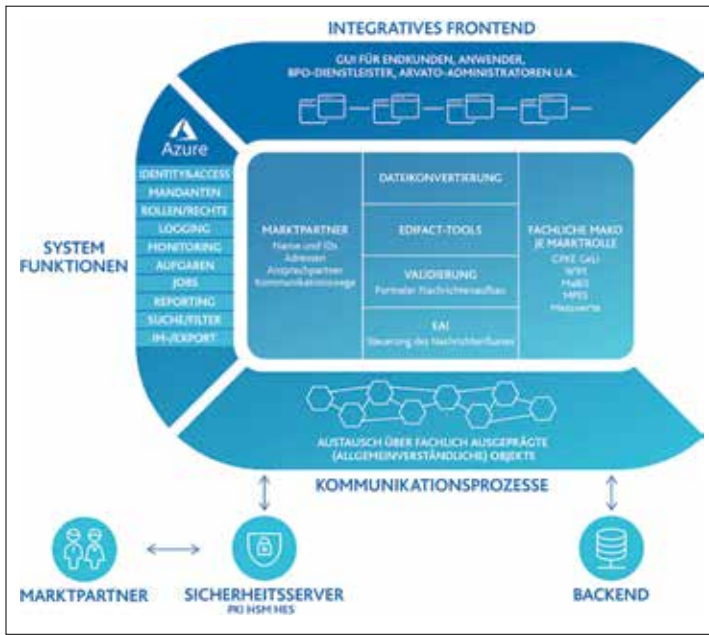 INTEGRATIVES FRONTEND
GUI FÜR ENDKUNDEN, ANWENDER,
BPO-DIENSTLEISTER, ARVATO-ADMINISTRATOREN U.A.
Azure
IDENTITY&ACCESS
MANDANTEN
ROLLEN/RECHTE
LOGGING
MONITORING
AUFGABEN
JOBS
REPORTING
SUCHE/FILTER
IM-/EXPORT
SYSTEM
FUNKTIONEN
MARKTPARTNER
Name und IDs
Adressen
Ansprechpartner
Kommunikationswege
DATEIKONVERTIERUNG
EDIFACT-TOOLS
VALIDIERUNG
Formaler Nachrichtenaufbau
EAI
Steuerung des Nachrichtenflusses
FACHLICHE MAKO
JE MARKTROLLE
GPKE GeLi
WiM
MaBiS
MPES
Messwerte
AUSTAUSCH ÜBER FACHLICH AUSGEPRÄGTE
(ALLGEMEINVERSTÄNDLICHE) OBJEKTE
KOMMUNIKATIONSPROZESSE
MARKTPARTNER
SICHERHEITSSERVER
PKI HSM HES
BACKEND